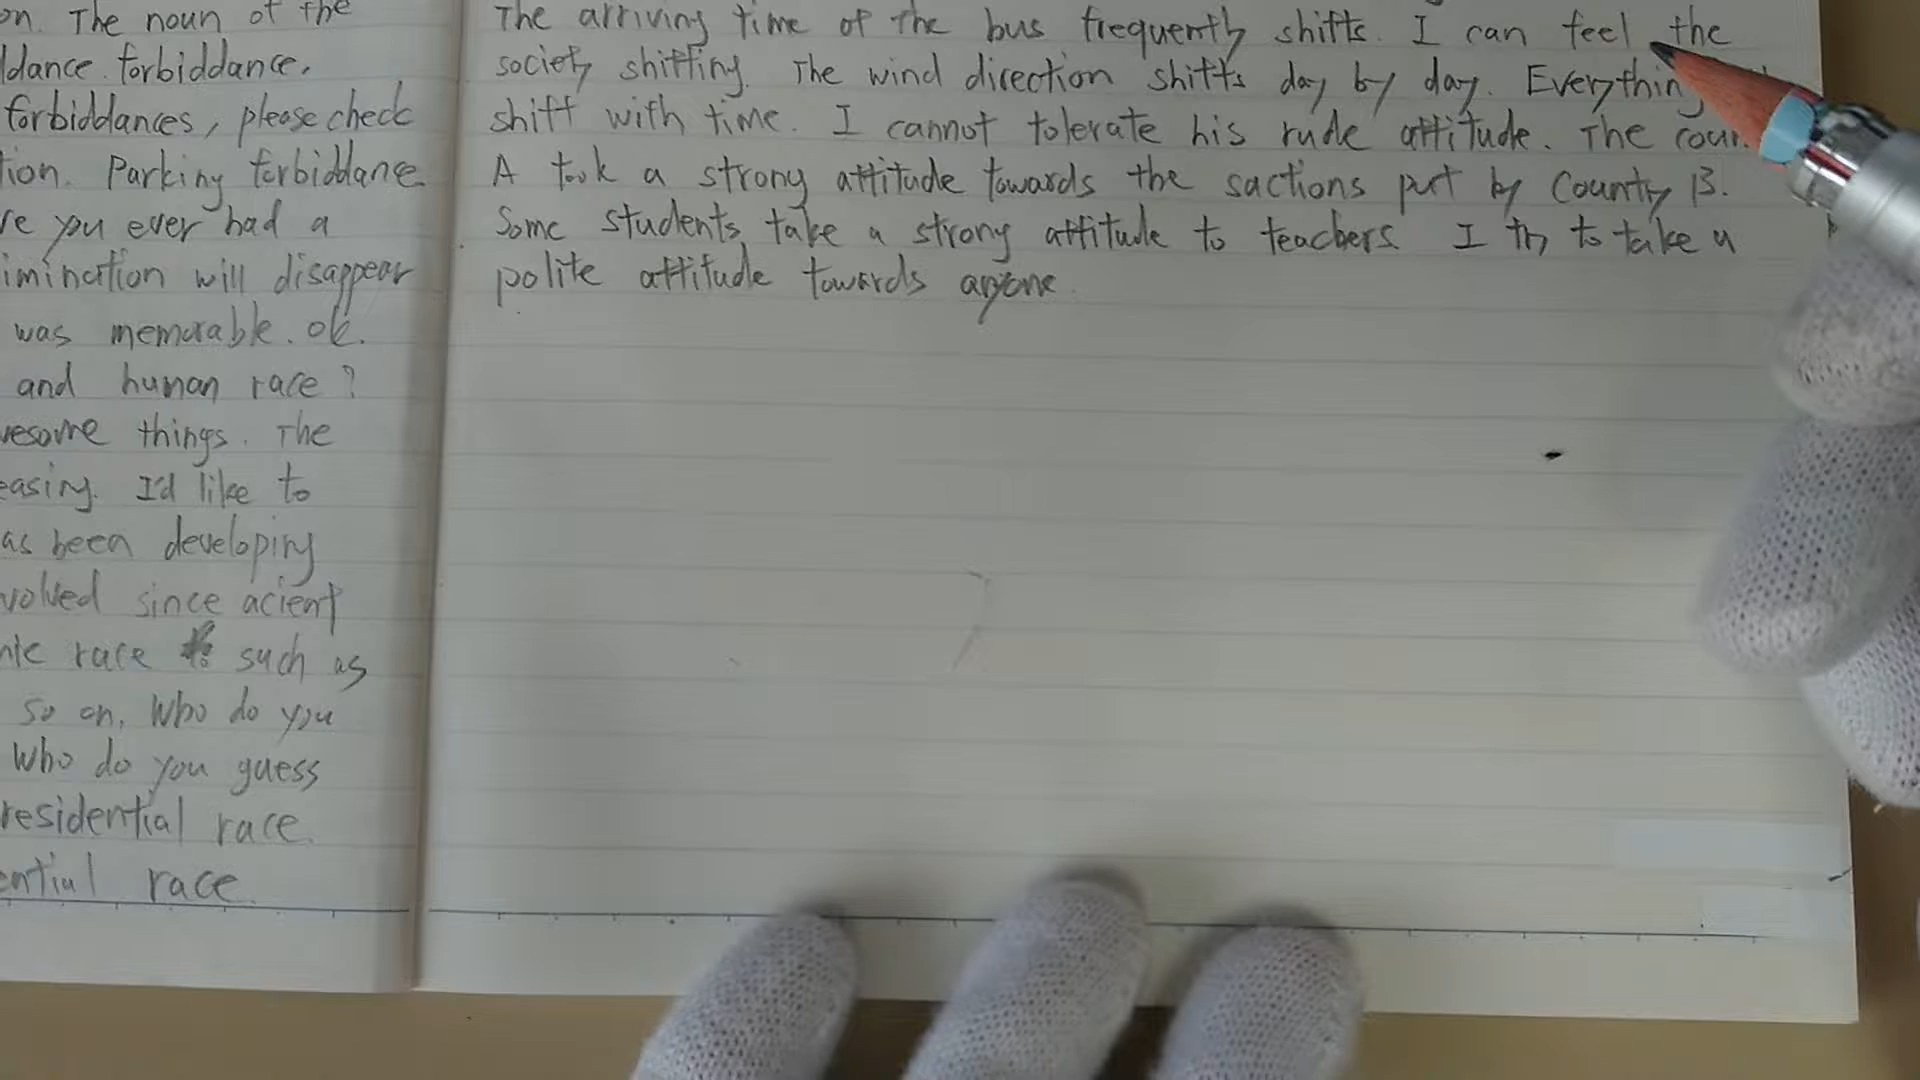 on. The noun of the
ldance. forbiddance.
forbiddances, please check
tion. Parking forbiddance.
ve you ever had a
imination will disappear
was memorable. ok.
and human race?
wesome things. The
easing. I'd like to
as been developing
volved since acient
nic race such as
so on. Who do you
Who do you guess
residential race.
ential race.
The arriving time of the bus frequently shifts. I can feel the
society shifting. The wind direction shifts day by day. Everything
shift with time. I cannot tolerate his rude attitude. The coun
A took a strong attitude towards the sactions put by County B.
Some students take a strong attitude to teachers. I try to take a
polite attitude towards anyone.